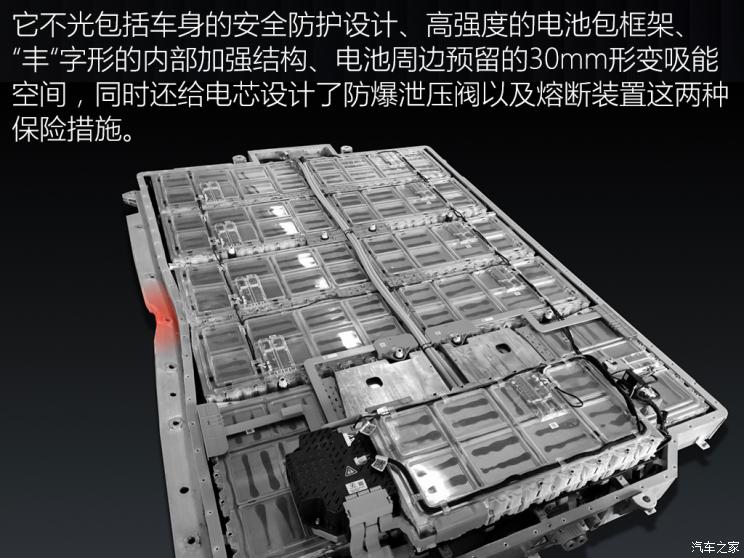 它不光包括车身的安全防护设计、高强度的电池包框架、
“丰”字形的内部加强结构、电池周边预留的30mm形变吸能
空间，同时还给电芯设计了防爆泄压阀以及熔断装置这两种
保险措施。
汽车之家